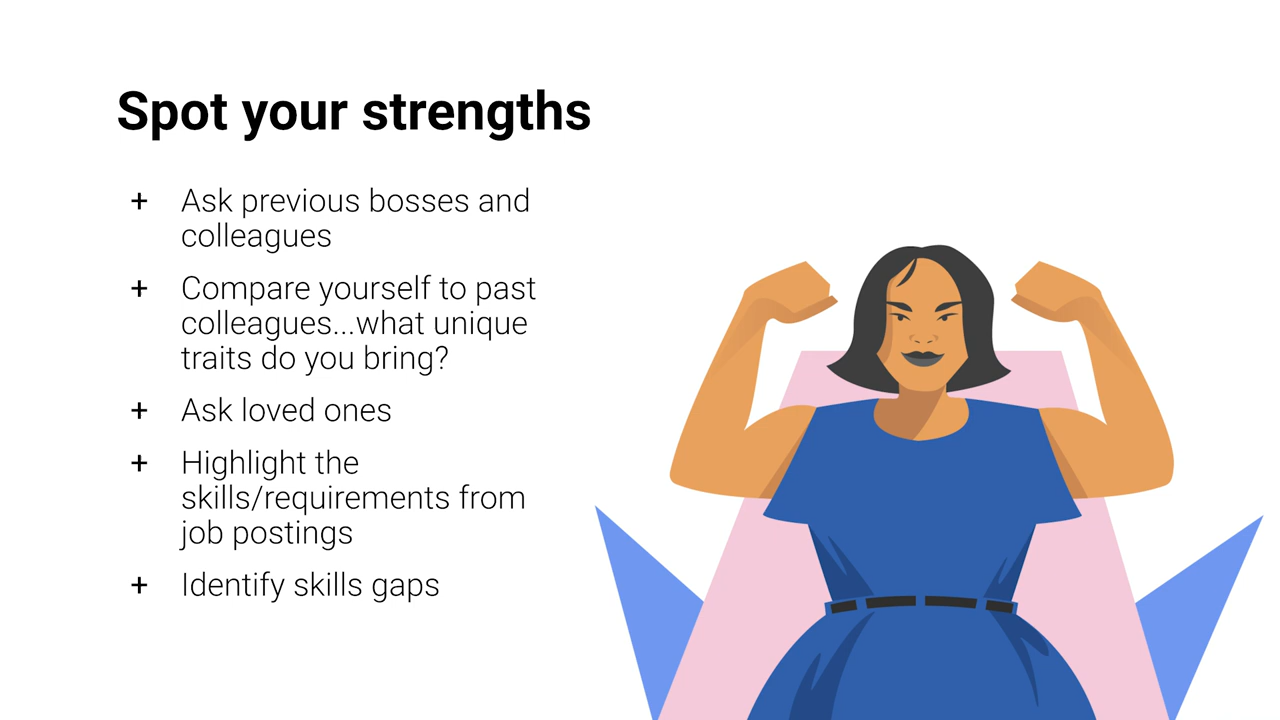 Spot your strengths
+ Ask previous bosses and
colleagues
+ Compare yourself to past
colleagues...what unique
traits do you bring?
+ Ask loved ones
+ Highlight the
skills/requirements from
job postings
+ Identify skills gaps